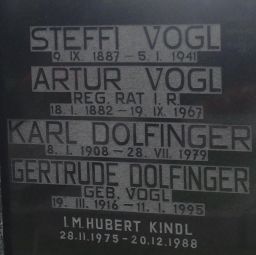 STEFFI VOGL
9. IX. 1887 – 5. I. 1941
ARTUR VOGL
REG. RAT I. R.
18. I. 1882 – 19. IX. 1967
KARL DOLFINGER
8. I. 1908 – 28. VII. 1979
GERTRUDE DOLFINGER
GEB. VOGL
19. III. 1916 – 11. I. 1995
I.M. HUBERT KINDL
28.11.1975 - 20.12.1988